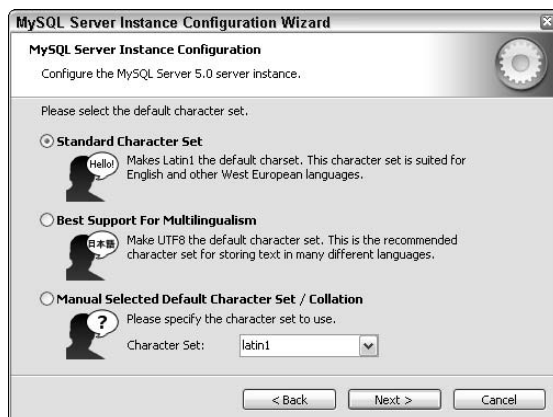 MySQL Server Instance Configuration Wizard
MySQL Server Instance Configuration
Configure the MySQL Server 5.0 server instance.
Please select the default character set.
Standard Character Set
Hello!
Makes Latin1 the default charset. This character set is suited for
English and other West European languages.
Best Support For Multilingualism
日本語
Make UTF8 the default character set. This is the recommended
character set for storing text in many different languages.
Manual Selected Default Character Set / Collation
?
Please specify the character set to use.
Character Set: latin1
< Back Next > Cancel